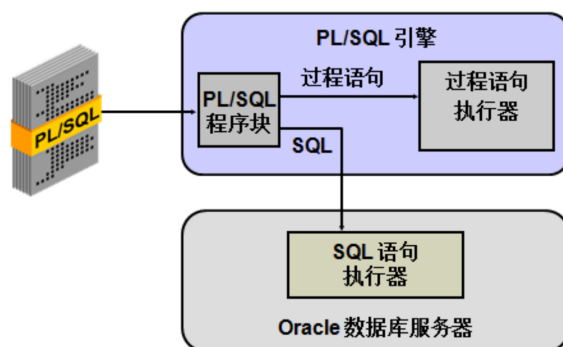 PL/SQL 引擎
PL/SQL
PL/SQL
程序块
过程语句
过程语句
执行器
SQL
SQL 语句
执行器
Oracle 数据库服务器